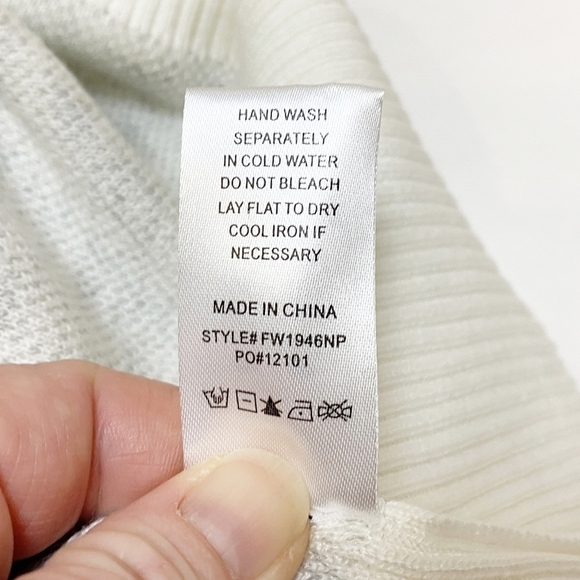 HAND WASH
SEPARATELY
IN COLD WATER
DO NOT BLEACH
LAY FLAT TO DRY
COOL IRON IF
NECESSARY
MADE IN CHINA
STYLE# FW1946NP
PO#12101